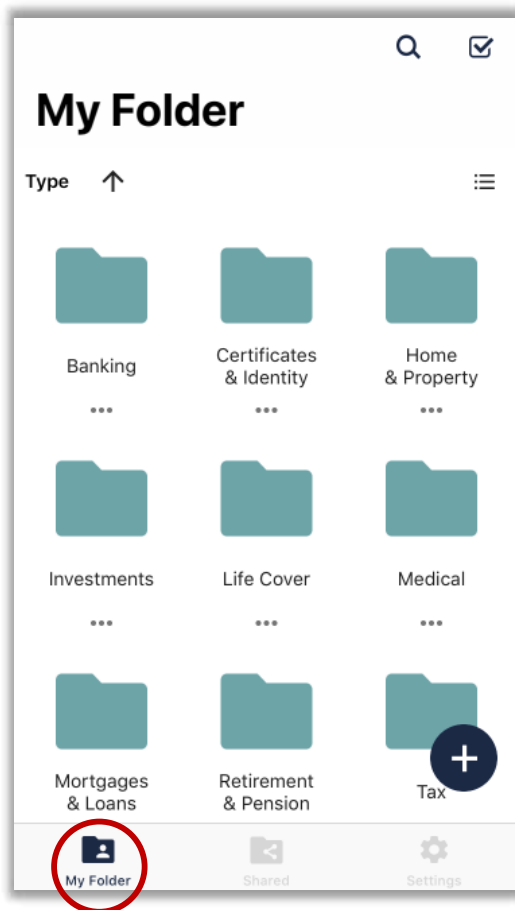 My Folder
Type
Banking
Certificates
& Identity
Home
& Property
Investments
Life Cover
Medical
Mortgages
& Loans
Retirement
& Pension
Tax
My Folder
Shared
Settings